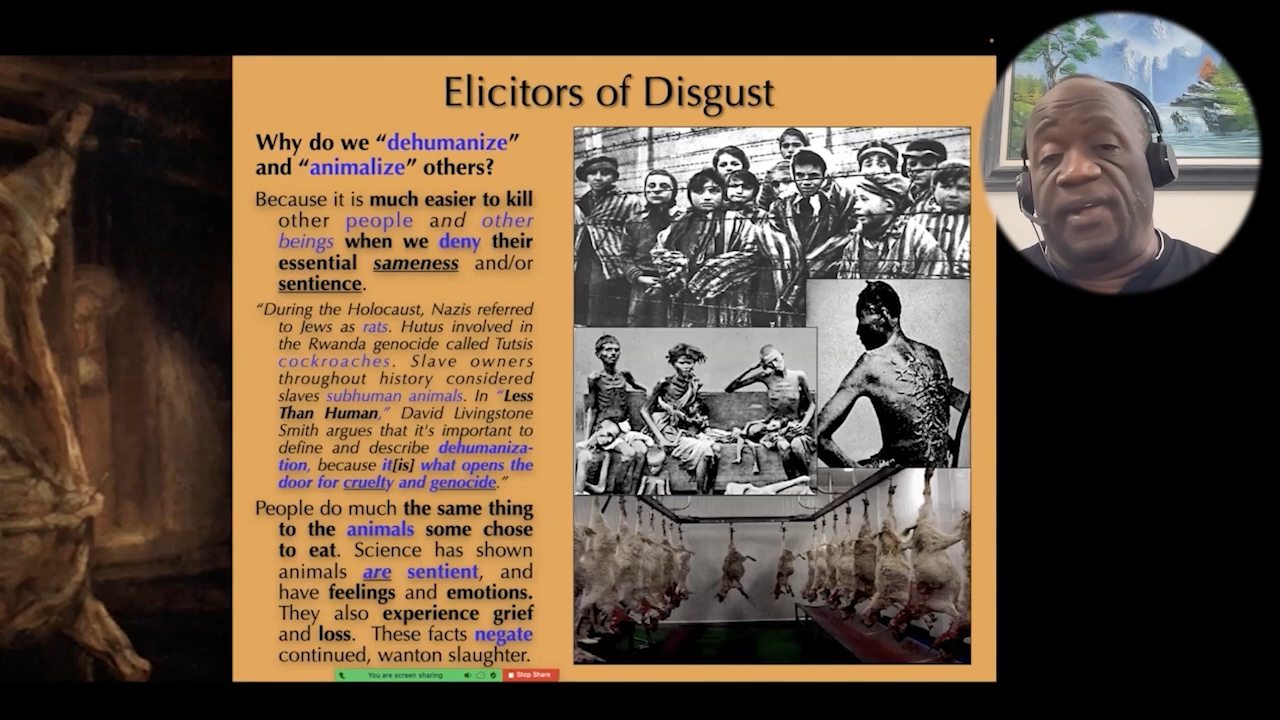 Elicitors of Disgust
Why do we “dehumanize”
and “animalize” others?
Because it is much easier to kill
other people and other
beings when we deny their
essential sameness and/or
sentience.
“During the Holocaust, Nazis referred
to Jews as rats. Hutus involved in
the Rwanda genocide called Tutsis
cockroaches. Slave owners
throughout history considered
slaves subhuman animals. In “Less
Than Human,” David Livingstone
Smith argues that it's important to
define and describe dehumaniza-
tion, because it[is] what opens the
door for cruelty and genocide.”
People do much the same thing
to the animals some chose
to eat. Science has shown
animals are sentient, and
have feelings and emotions.
They also experience grief
and loss. These facts negate
continued, wanton slaughter.
You are screen sharing
Stop Share